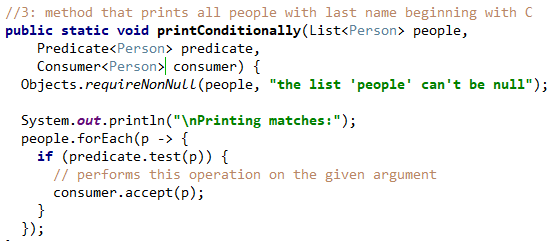 //3: method that prints all people with last name beginning with C
public static void printConditionally(List<Person> people,
    Predicate<Person> predicate,
    Consumer<Person> consumer) {
  Objects.requireNonNull(people, "the list 'people' can't be null");

  System.out.println("\nPrinting matches:");
  people.forEach(p -> {
    if (predicate.test(p)) {
      // performs this operation on the given argument
      consumer.accept(p);
    }
  });